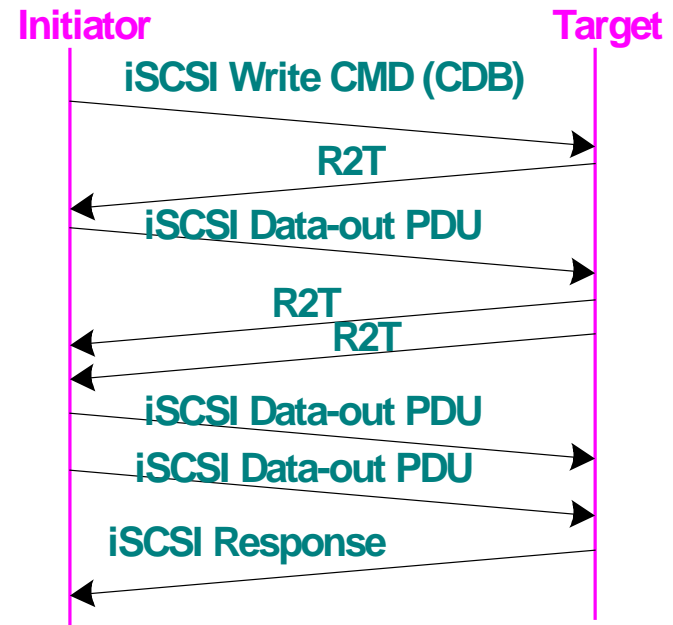 Initiator Target
iSCSI Write CMD (CDB)
R2T
iSCSI Data-out PDU
R2T
R2T
iSCSI Data-out PDU
iSCSI Data-out PDU
iSCSI Response